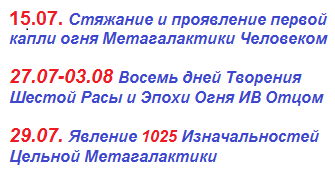 15.07. Стяжание и проявление первой
капли огня Метагалактики Человеком
27.07-03.08 Восемь дней Творения
Шестой Расы и Эпохи Огня ИВ Отцом
29.07. Явление 1025 Изначальностей
Цельной Метагалактики